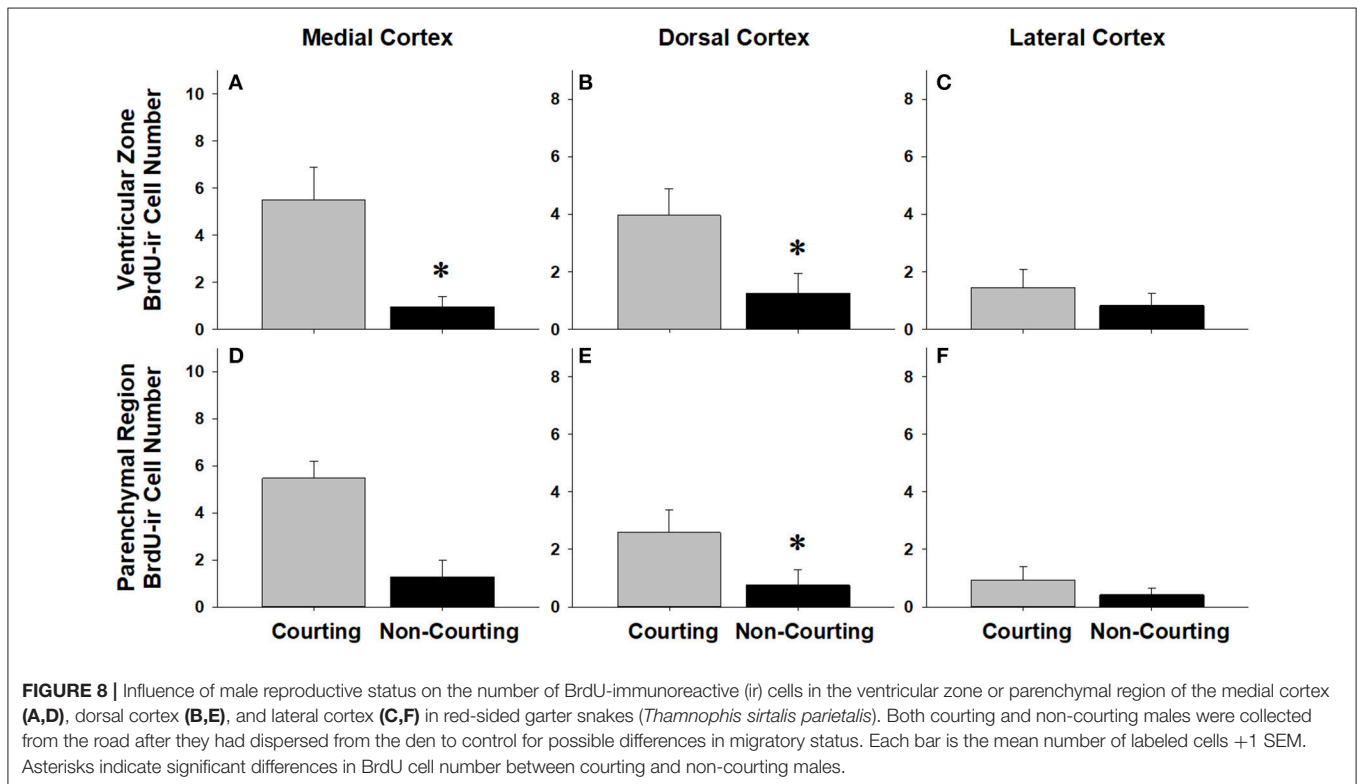 Medial Cortex Dorsal Cortex Lateral Cortex
Ventricular Zone
BrdU-ir Cell Number
A
10
8
6
4
2
0
*
B
8
6
4
2
0
*
C
8
6
4
2
0
Parenchymal Region
BrdU-ir Cell Number
D
10
8
6
4
2
0
E
8
6
4
2
0
*
F
8
6
4
2
0
Courting Non-Courting Courting Non-Courting Courting Non-Courting
FIGURE 8 | Influence of male reproductive status on the number of BrdU-immunoreactive (ir) cells in the ventricular zone or parenchymal region of the medial cortex
(A,D), dorsal cortex (B,E), and lateral cortex (C,F) in red-sided garter snakes (Thamnophis sirtalis parietalis). Both courting and non-courting males were collected
from the road after they had dispersed from the den to control for possible differences in migratory status. Each bar is the mean number of labeled cells +1 SEM.
Asterisks indicate significant differences in BrdU cell number between courting and non-courting males.